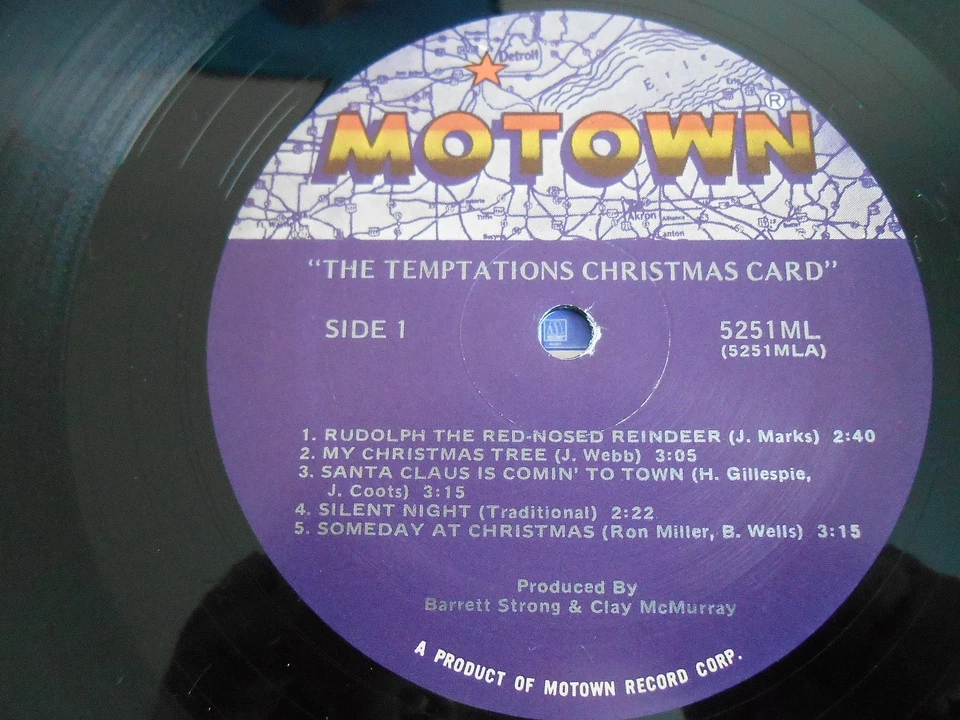 Detroit
Erie
MOTOWN®
Akron
"THE TEMPTATIONS CHRISTMAS CARD"
SIDE 1
5251ML
(5251MLA)
1. RUDOLPH THE RED-NOSED REINDEER (J. Marks) 2:40
2. MY CHRISTMAS TREE (J. Webb) 3:05
3. SANTA CLAUS IS COMIN' TO TOWN (H. Gillespie,
J. Coots) 3:15
4. SILENT NIGHT (Traditional) 2:22
5. SOMEDAY AT CHRISTMAS (Ron Miller, B. Wells) 3:15
Produced By
Barrett Strong & Clay McMurray
A PRODUCT OF MOTOWN RECORD CORP.